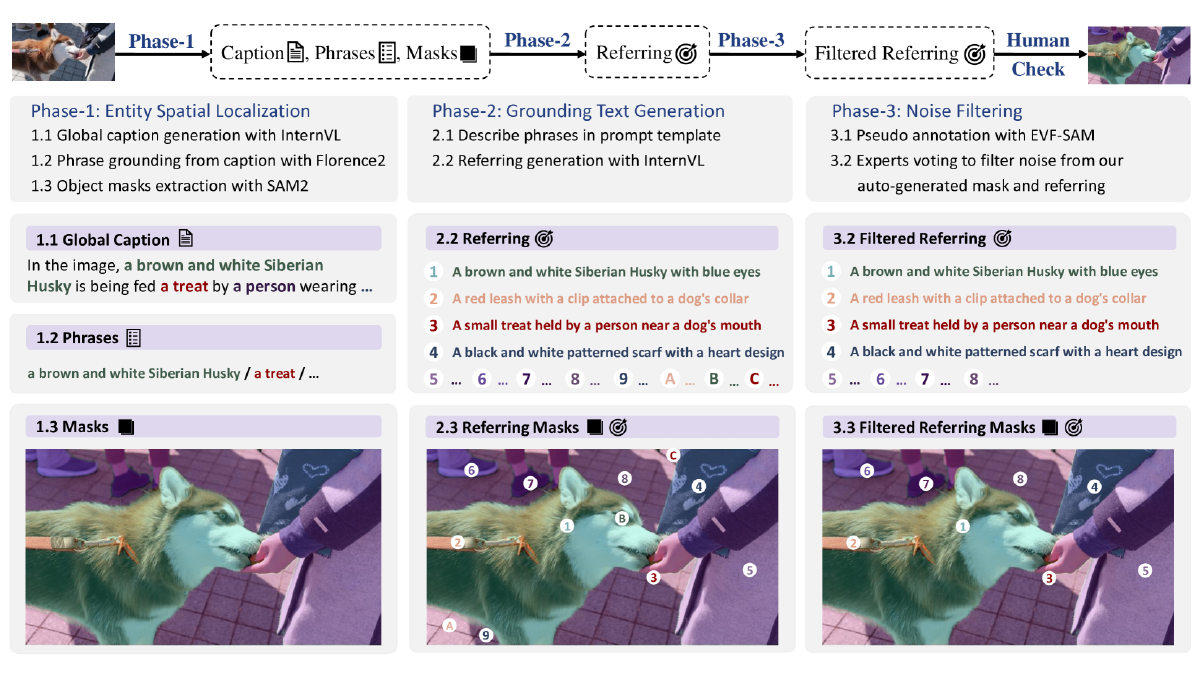 Phase-1
Caption, Phrases, Masks
Phase-2
Referring
Phase-3
Filtered Referring
Human
Check
Phase-1: Entity Spatial Localization
1.1 Global caption generation with InternVL
1.2 Phrase grounding from caption with Florence2
1.3 Object masks extraction with SAM2
Phase-2: Grounding Text Generation
2.1 Describe phrases in prompt template
2.2 Referring generation with InternVL
Phase-3: Noise Filtering
3.1 Pseudo annotation with EVF-SAM
3.2 Experts voting to filter noise from our
auto-generated mask and referring
1.1 Global Caption
In the image, a brown and white Siberian
Husky is being fed a treat by a person wearing ...
1.2 Phrases
a brown and white Siberian Husky / a treat / ...
2.2 Referring
1 A brown and white Siberian Husky with blue eyes
2 A red leash with a clip attached to a dog's collar
3 A small treat held by a person near a dog's mouth
4 A black and white patterned scarf with a heart design
5 ... 6 ... 7 ... 8 ... 9 ... A ... B ... C ...
3.2 Filtered Referring
1 A brown and white Siberian Husky with blue eyes
2 A red leash with a clip attached to a dog's collar
3 A small treat held by a person near a dog's mouth
4 A black and white patterned scarf with a heart design
5 ... 6 ... 7 ... 8 ...
1.3 Masks
2.3 Referring Masks
C
6
7
8
4
1
B
2
3
5
A
9
3.3 Filtered Referring Masks
6
7
8
4
1
2
3
5